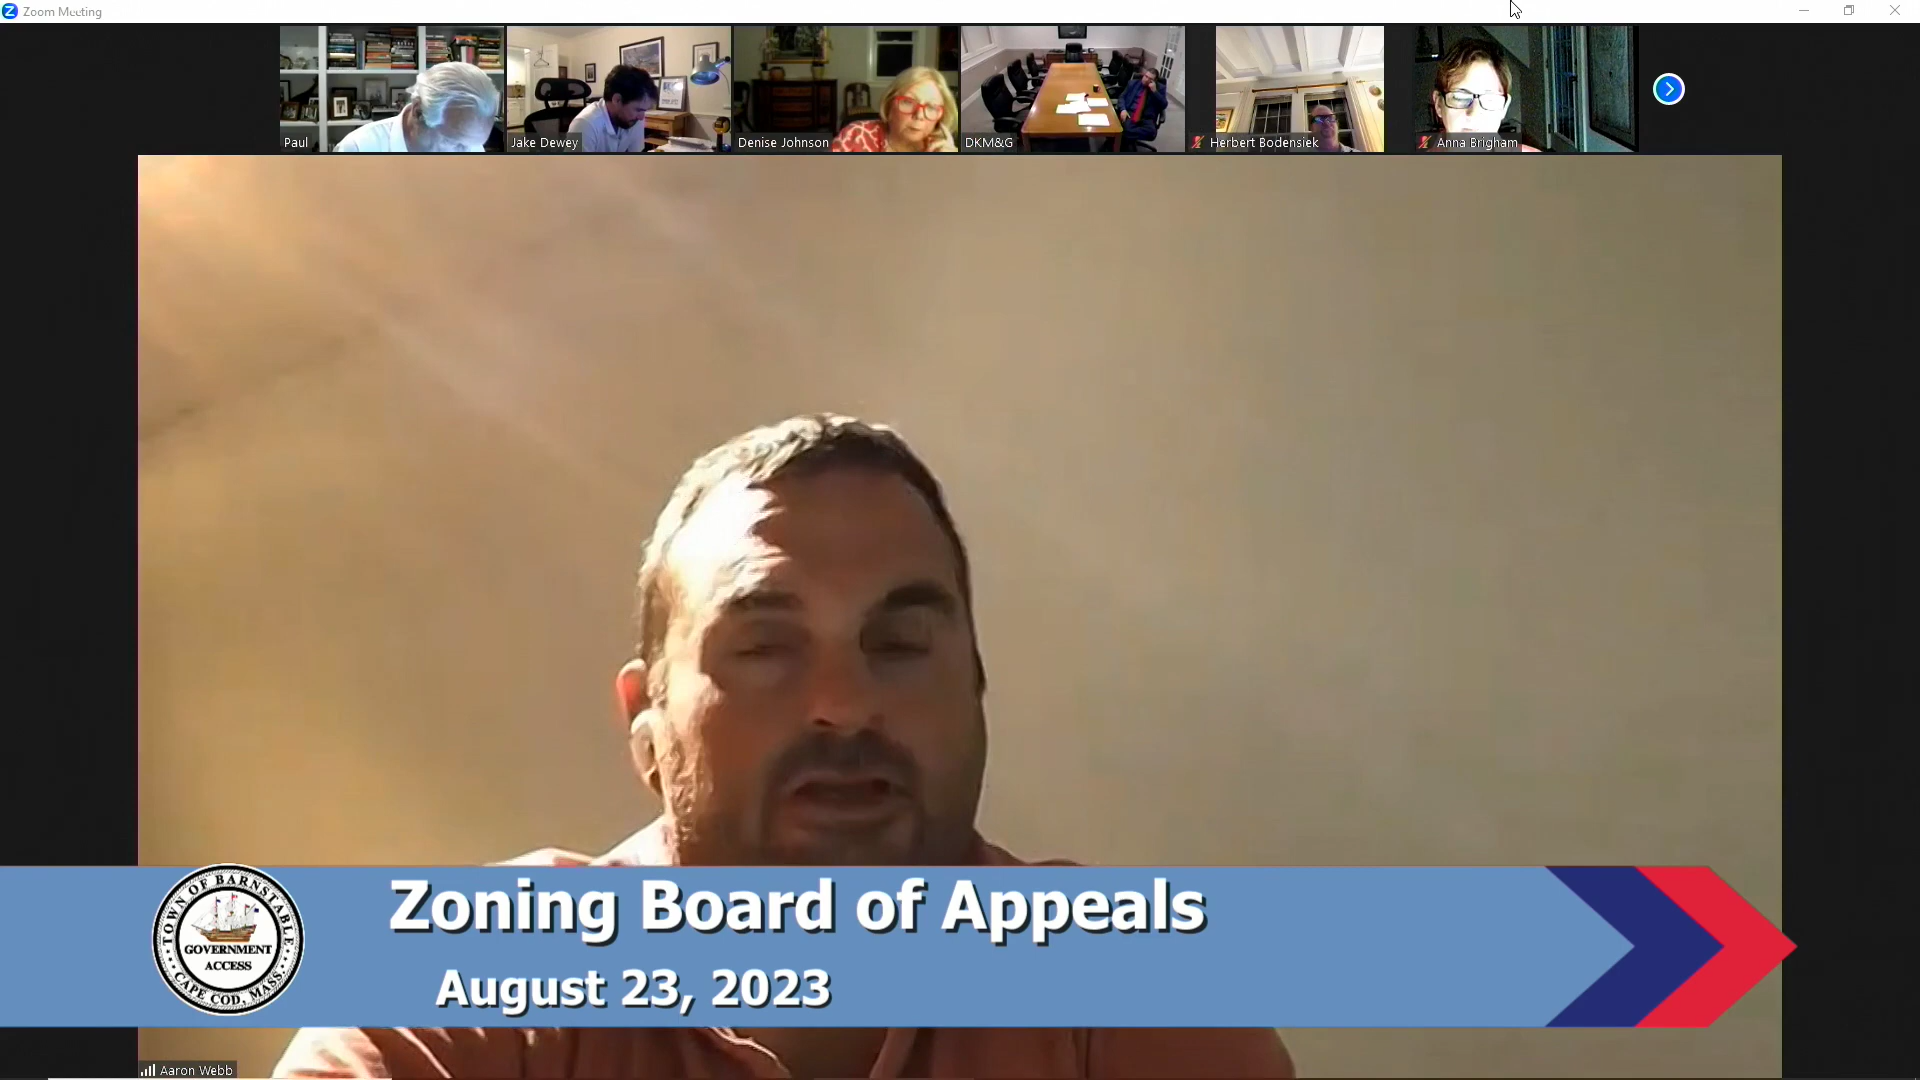 Zoom Meeting
Paul
Jake Dewey
Denise Johnson
DKM&G
Herbert Bodensiek
Anna Brigham
TOWN OF BARNSTABLE
GOVERNMENT
ACCESS
CAPE COD, MASS.
Zoning Board of Appeals
August 23, 2023
Aaron Webb